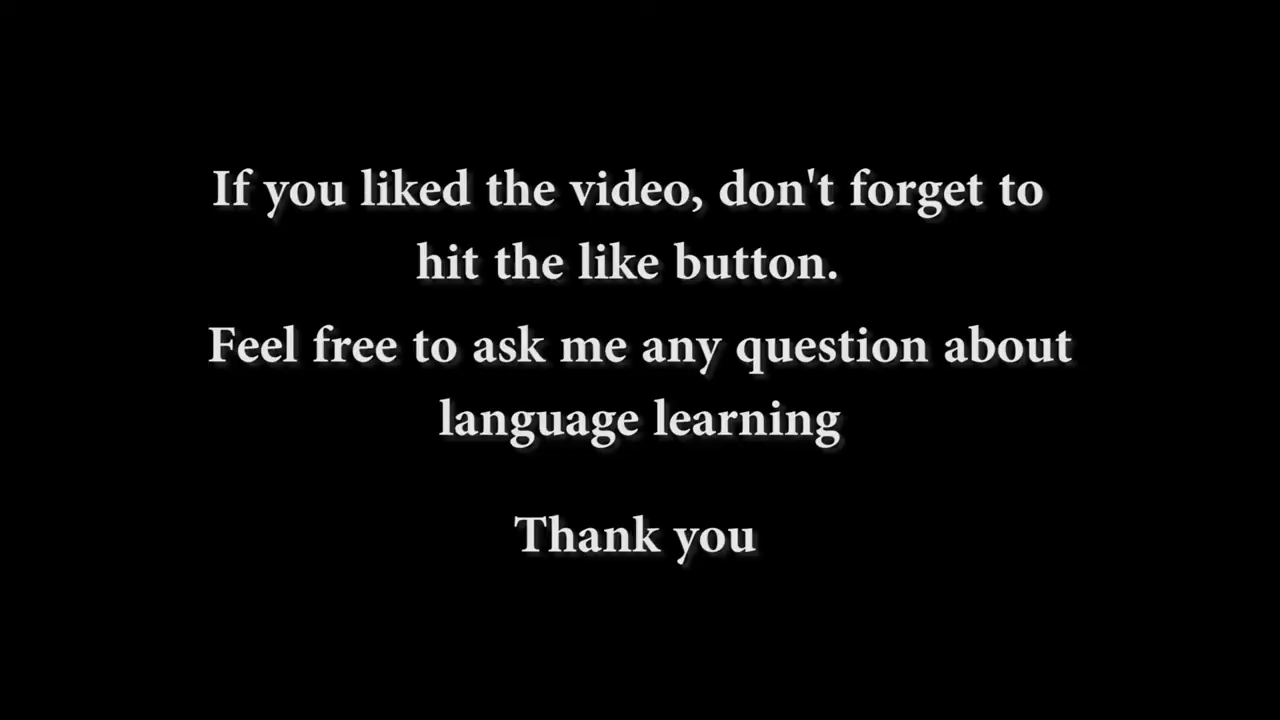 If you liked the video, don't forget to
hit the like button.
Feel free to ask me any question about
language learning
Thank you